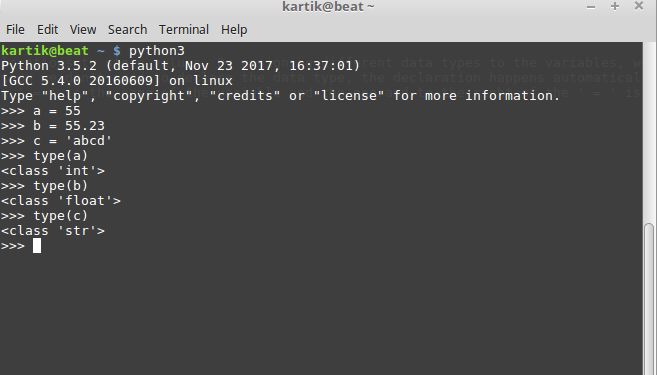 kartik@beat ~
File Edit View Search Terminal Help
kartik@beat ~ $ python3
Python 3.5.2 (default, Nov 23 2017, 16:37:01)
[GCC 5.4.0 20160609] on linux
Type "help", "copyright", "credits" or "license" for more information.
>>> a = 55
>>> b = 55.23
>>> c = 'abcd'
>>> type(a)
<class 'int'>
>>> type(b)
<class 'float'>
>>> type(c)
<class 'str'>
>>>